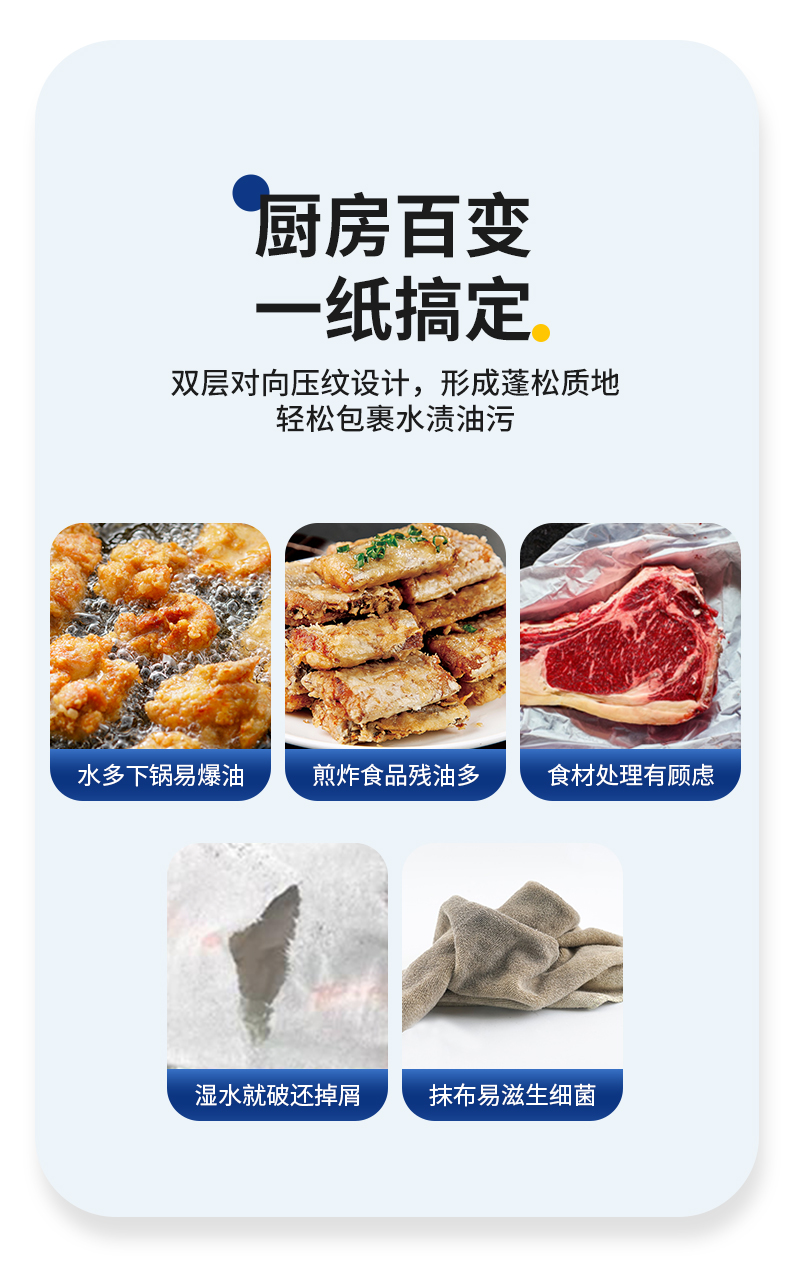 厨房百变
一纸搞定
双层对向压纹设计，形成蓬松质地
轻松包裹水渍油污
水多下锅易爆油
煎炸食品残油多
食材处理有顾虑
湿水就破还掉屑
抹布易滋生细菌